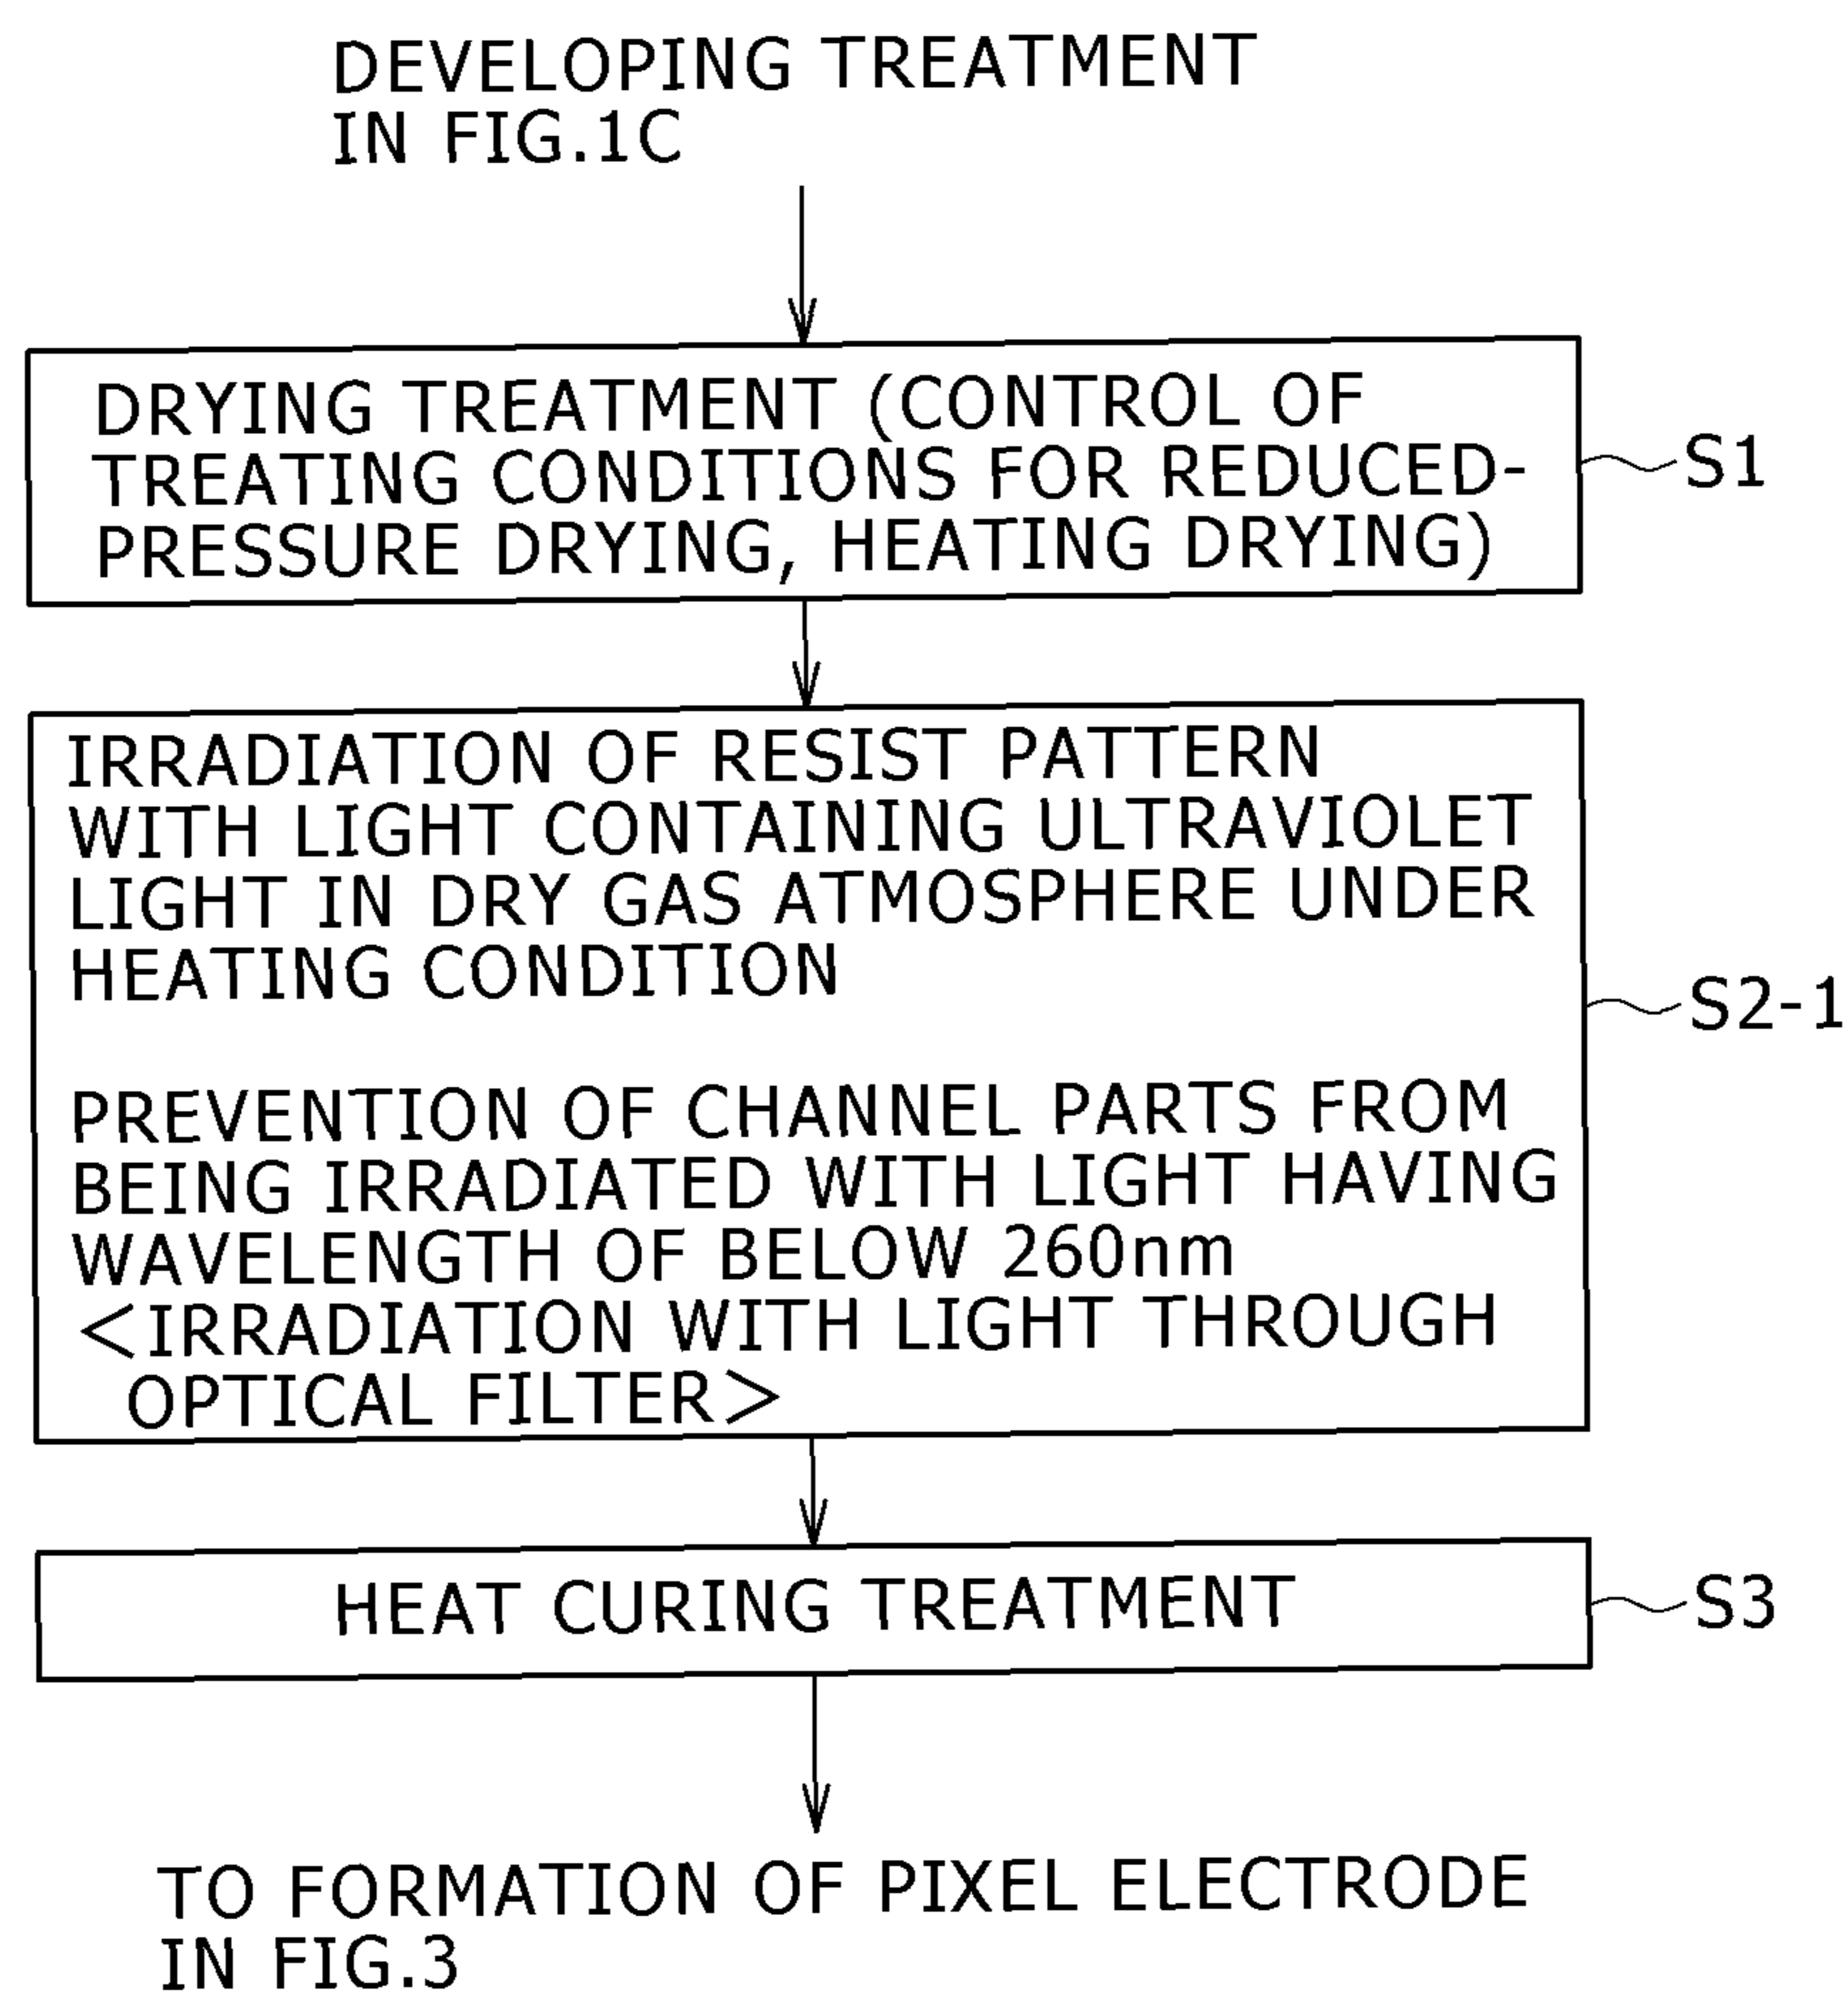 DEVELOPING TREATMENT
IN FIG.1C
DRYING TREATMENT (CONTROL OF
TREATING CONDITIONS FOR REDUCED-
PRESSURE DRYING, HEATING DRYING)
S1
IRRADIATION OF RESIST PATTERN
WITH LIGHT CONTAINING ULTRAVIOLET
LIGHT IN DRY GAS ATMOSPHERE UNDER
HEATING CONDITION
PREVENTION OF CHANNEL PARTS FROM
BEING IRRADIATED WITH LIGHT HAVING
WAVELENGTH OF BELOW 260nm
<IRRADIATION WITH LIGHT THROUGH
OPTICAL FILTER>
S2-1
HEAT CURING TREATMENT
S3
TO FORMATION OF PIXEL ELECTRODE
IN FIG.3